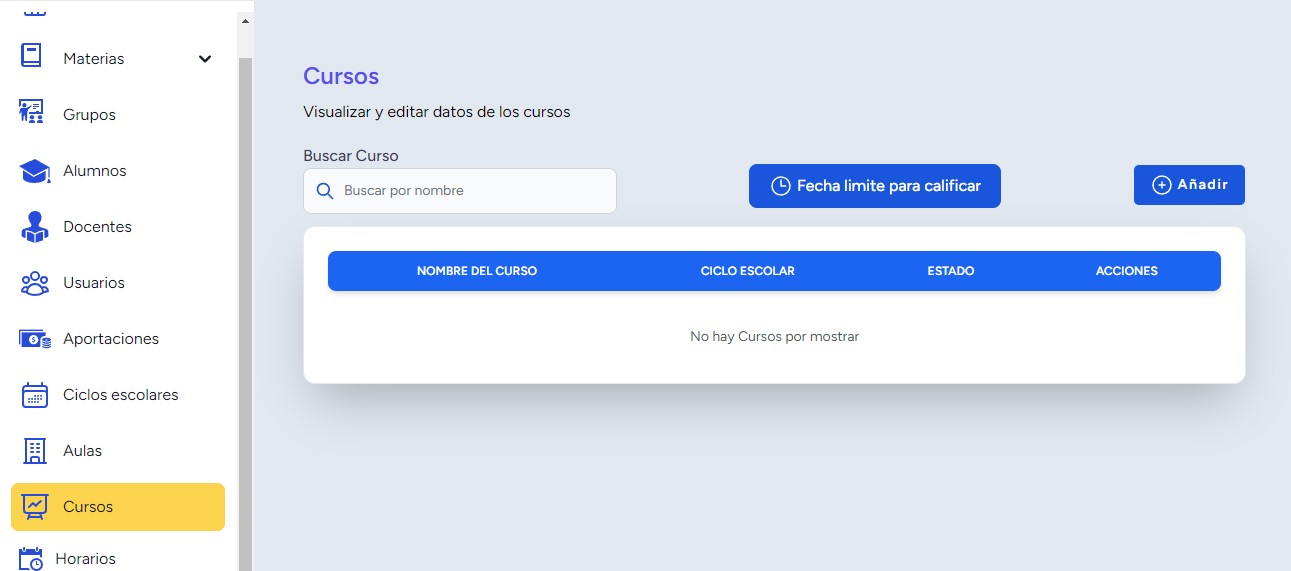 Materias
Grupos
Alumnos
Docentes
Usuarios
Aportaciones
Ciclos escolares
Aulas
Cursos
Horarios
Cursos
Visualizar y editar datos de los cursos
Buscar Curso
Buscar por nombre
Fecha limite para calificar
Añadir
NOMBRE DEL CURSO CICLO ESCOLAR ESTADO ACCIONES
No hay Cursos por mostrar